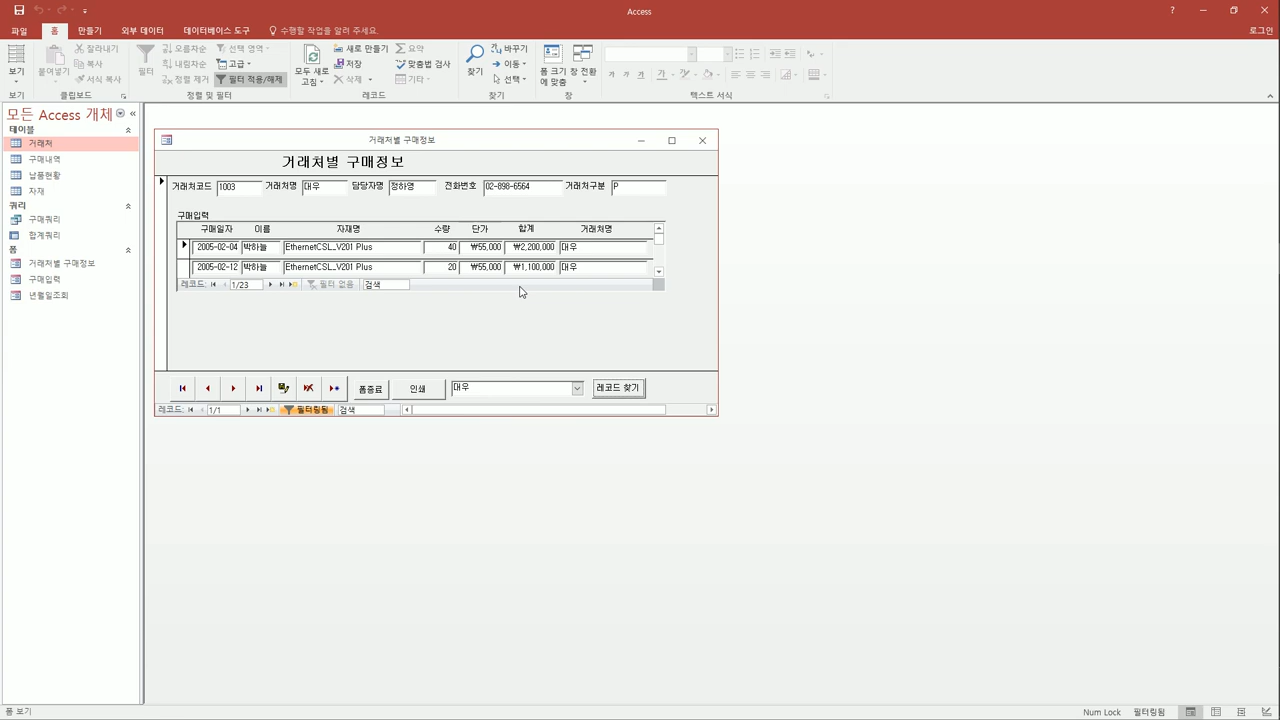 Access
?
로그인
파일 홈 만들기 외부 데이터 데이터베이스 도구 수행할 작업을 알려 주세요.
보기
보기
붙여넣기
잘라내기
복사
서식 복사
클립보드
필터
오름차순
내림차순
정렬 제거
선택 영역
고급
필터 적용/해제
정렬 및 필터
모두 새로 고침
새로 만들기
저장
삭제
요약
맞춤법 검사
기타
레코드
찾기
바꾸기
이동
선택
찾기
폼 크기에 맞춤
창 전환
창
가 가 가
텍스트 서식
모든 Access 개체
테이블
거래처
구매내역
납품현황
자재
쿼리
구매쿼리
합계쿼리
폼
거래처별 구매정보
구매입력
년월일조회
거래처별 구매정보
거래처별 구매정보
거래처코드 1003 거래처명 대우 담당자명 정하영 전화번호 02-898-6564 거래처구분 P
구매입력
구매일자 이름 자재명 수량 단가 합계 거래처명
2005-02-04 박하늘 EthernetCSL_V201 Plus 40 ₩55,000 ₩2,200,000 대우
2005-02-12 박하늘 EthernetCSL_V201 Plus 20 ₩55,000 ₩1,100,000 대우
레코드: 1/23 필터 없음 검색
폼종료 인쇄 대우 레코드 찾기
레코드: 1/1 필터링됨 검색
폼 보기 Num Lock 필터링됨